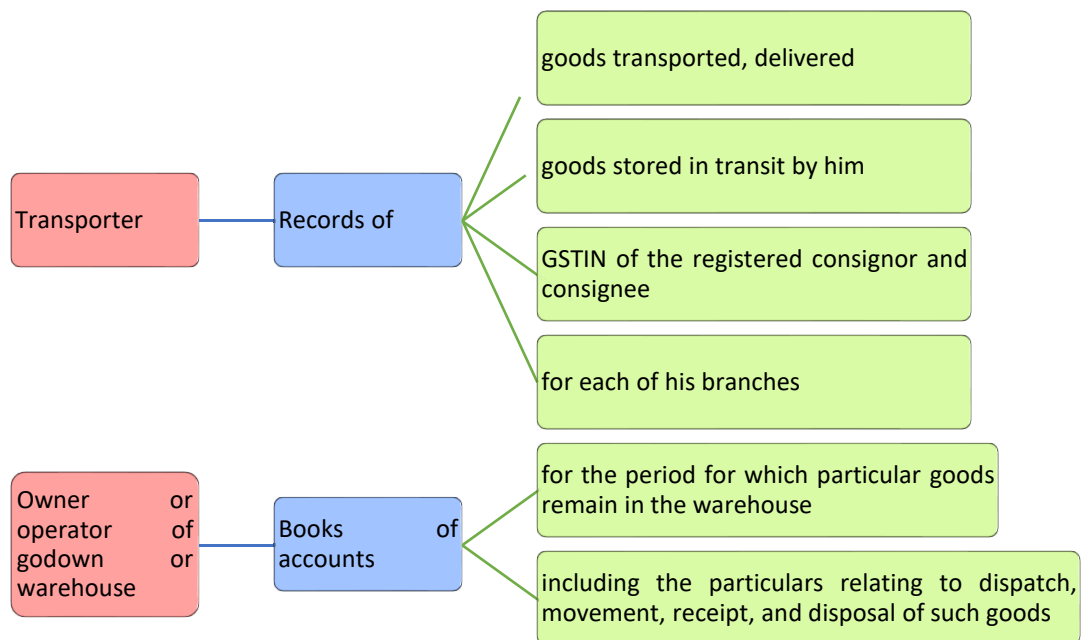 goods transported, delivered
goods stored in transit by him
Transporter
Records of
GSTIN of the registered consignor and
consignee
for each of his branches
Owner or
operator of
godown or
warehouse
Books of
accounts
for the period for which particular goods
remain in the warehouse
including the particulars relating to dispatch,
movement, receipt, and disposal of such goods